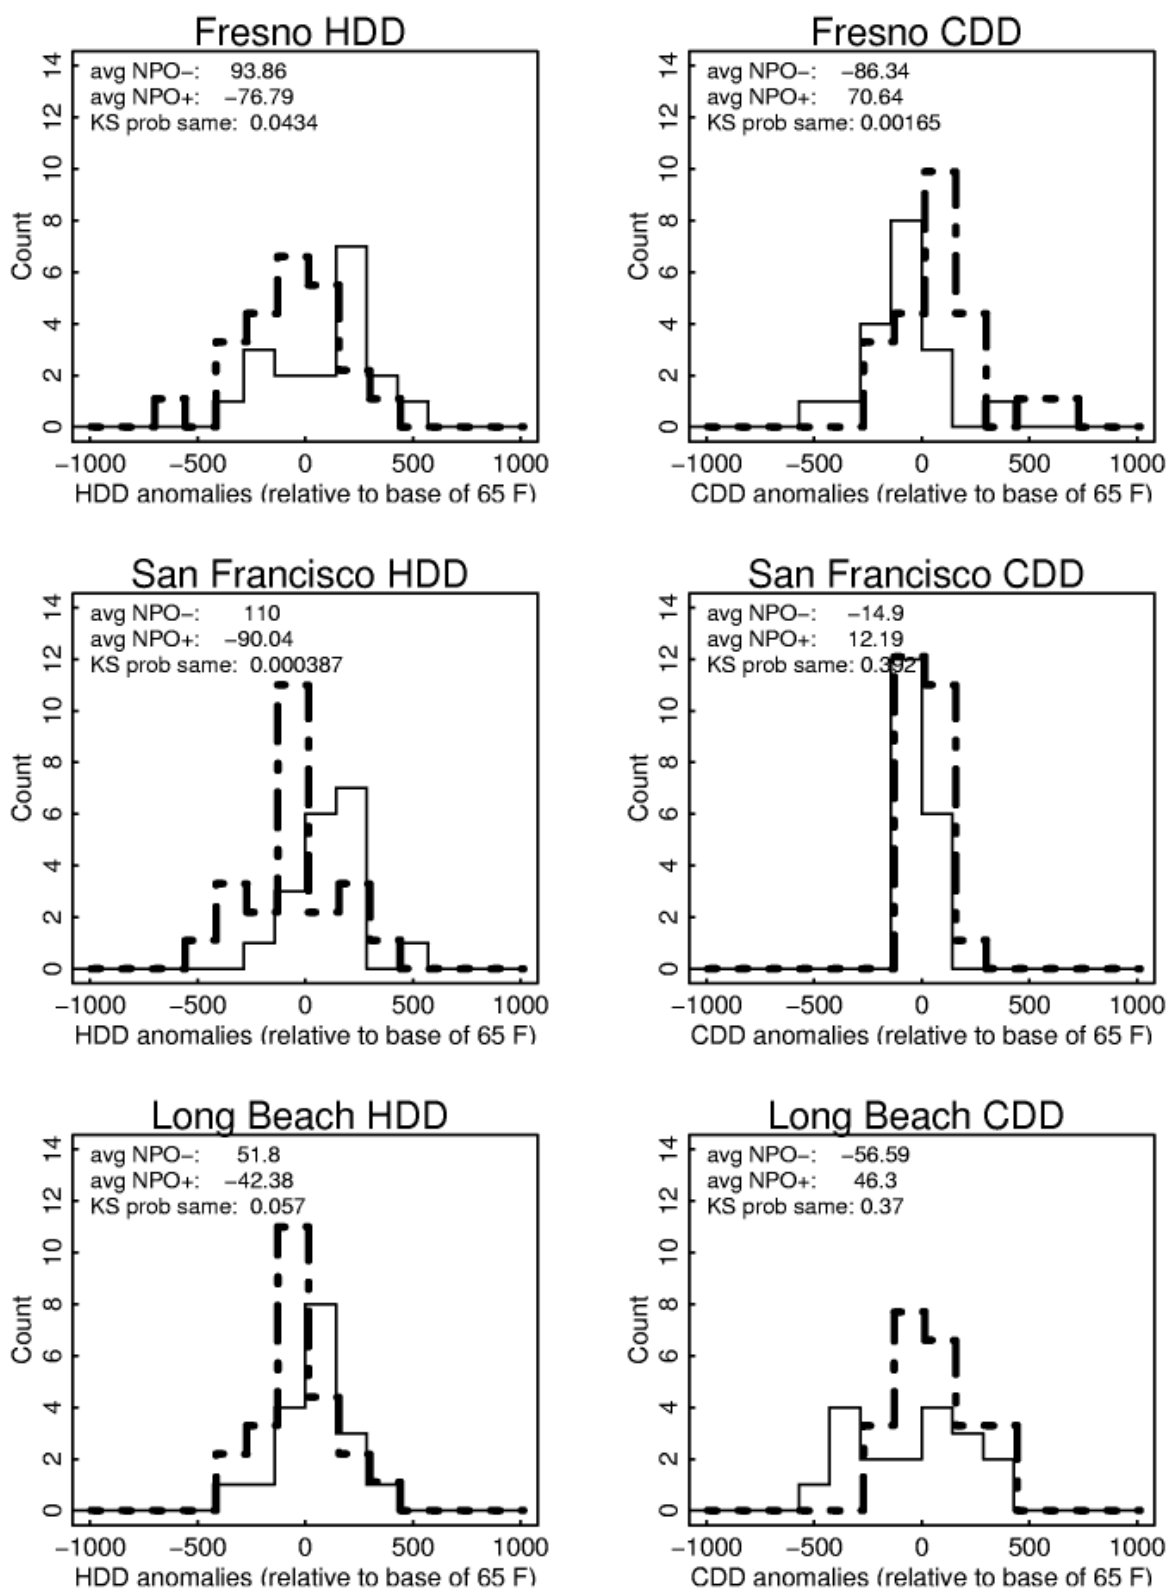 Fresno HDD
avg NPO−: 93.86
avg NPO+: −76.79
KS prob same: 0.0434
14
12
10
8
6
4
2
0
Count
−1000 −500 0 500 1000
HDD anomalies (relative to base of 65 F)
Fresno CDD
avg NPO−: −86.34
avg NPO+: 70.64
KS prob same: 0.00165
14
12
10
8
6
4
2
0
Count
−1000 −500 0 500 1000
CDD anomalies (relative to base of 65 F)
San Francisco HDD
avg NPO−: 110
avg NPO+: −90.04
KS prob same: 0.000387
14
12
10
8
6
4
2
0
Count
−1000 −500 0 500 1000
HDD anomalies (relative to base of 65 F)
San Francisco CDD
avg NPO−: −14.9
avg NPO+: 12.19
KS prob same: 0.392
14
12
10
8
6
4
2
0
Count
−1000 −500 0 500 1000
CDD anomalies (relative to base of 65 F)
Long Beach HDD
avg NPO−: 51.8
avg NPO+: −42.38
KS prob same: 0.057
14
12
10
8
6
4
2
0
Count
−1000 −500 0 500 1000
HDD anomalies (relative to base of 65 F)
Long Beach CDD
avg NPO−: −56.59
avg NPO+: 46.3
KS prob same: 0.37
14
12
10
8
6
4
2
0
Count
−1000 −500 0 500 1000
CDD anomalies (relative to base of 65 F)